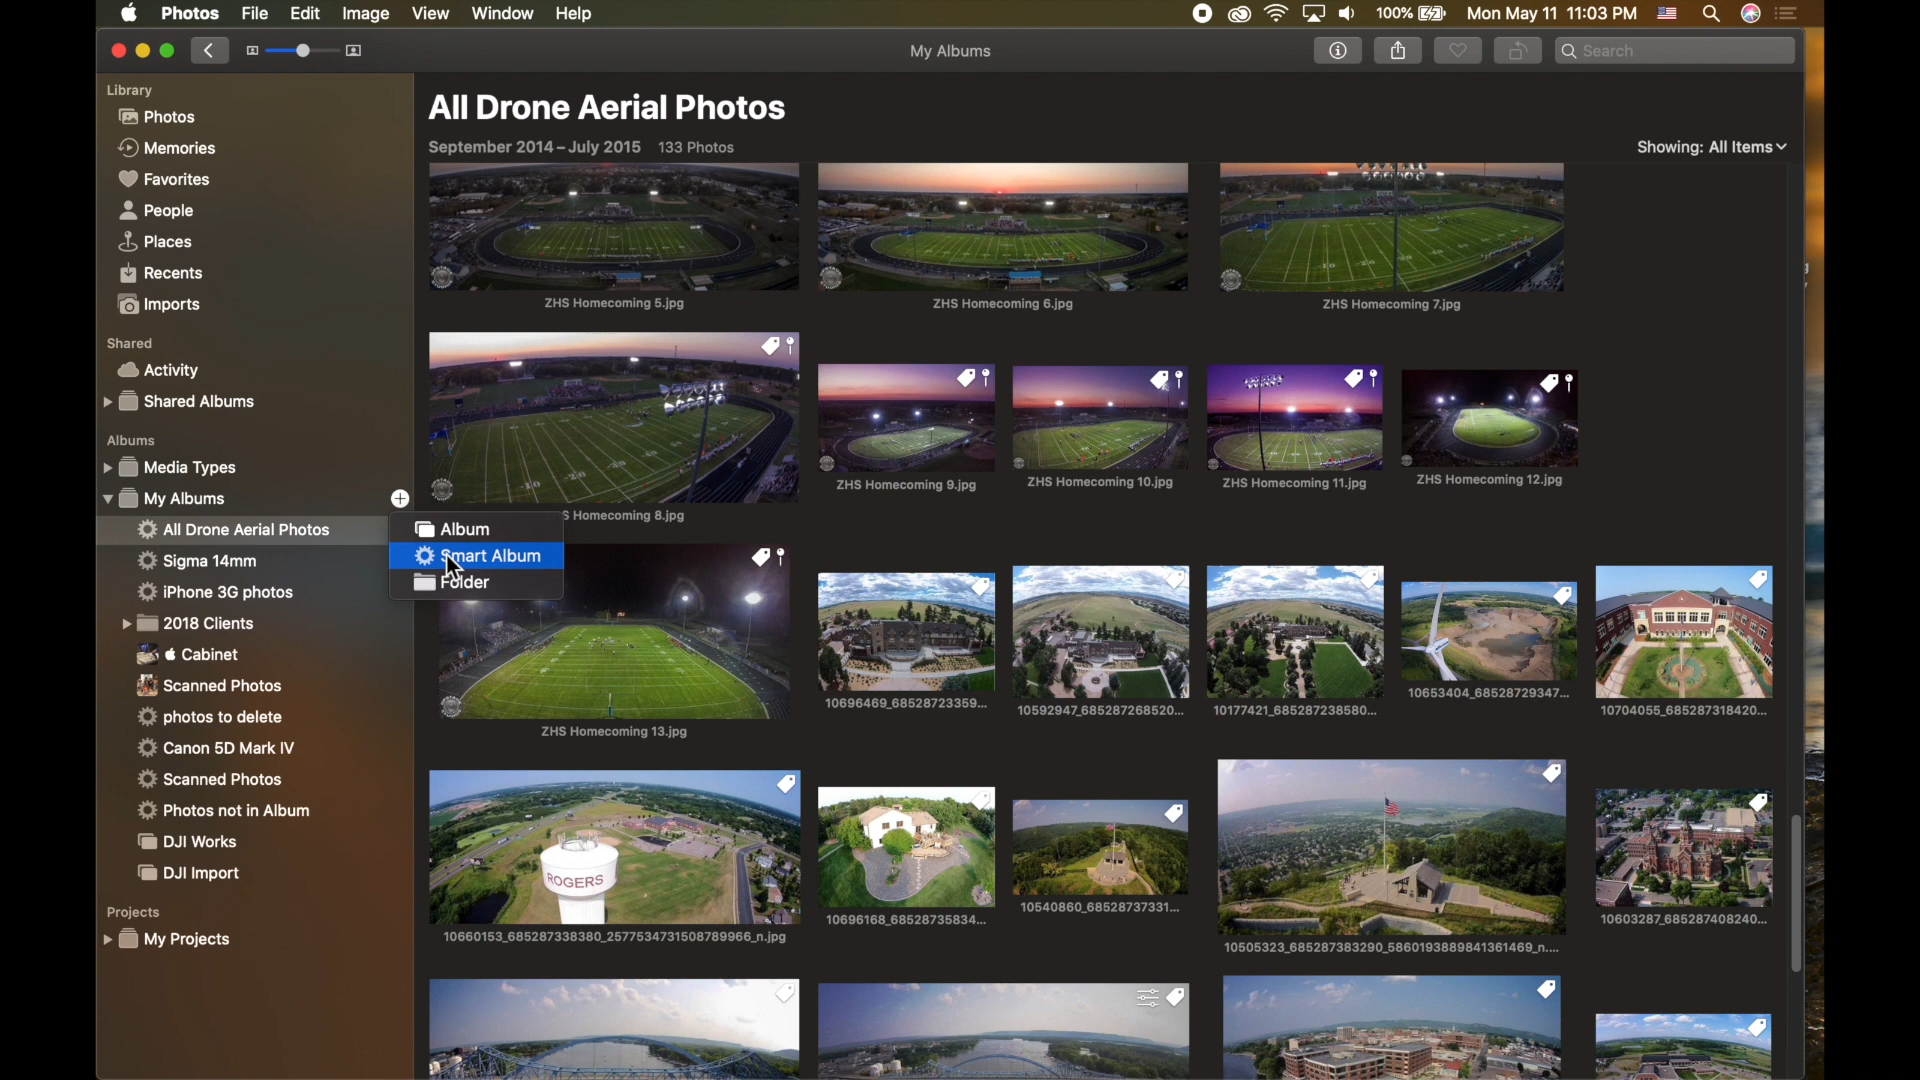 Photos File Edit Image View Window Help 100% Mon May 11 11:03 PM
My Albums
Search
Library
Photos
Memories
Favorites
People
Places
Recents
Imports
Shared
Activity
Shared Albums
Albums
Media Types
My Albums
All Drone Aerial Photos
Sigma 14mm
iPhone 3G photos
2018 Clients
Cabinet
Scanned Photos
photos to delete
Canon 5D Mark IV
Scanned Photos
Photos not in Album
DJI Works
DJI Import
Projects
My Projects
Album
Smart Album
Folder
All Drone Aerial Photos
September 2014 – July 2015 133 Photos
Showing: All Items
ZHS Homecoming 5.jpg
ZHS Homecoming 6.jpg
ZHS Homecoming 7.jpg
S Homecoming 8.jpg
ZHS Homecoming 9.jpg
ZHS Homecoming 10.jpg
ZHS Homecoming 11.jpg
ZHS Homecoming 12.jpg
ZHS Homecoming 13.jpg
10696469_68528723359...
10592947_685287268520...
10177421_685287238580...
10653404_68528729347...
10704055_685287318420...
ROGERS
10660153_685287338380_2577534731508789966_n.jpg
10696168_68528735834...
10540860_68528737331...
10505323_685287383290_5860193889841361469_n....
10603287_685287408240...